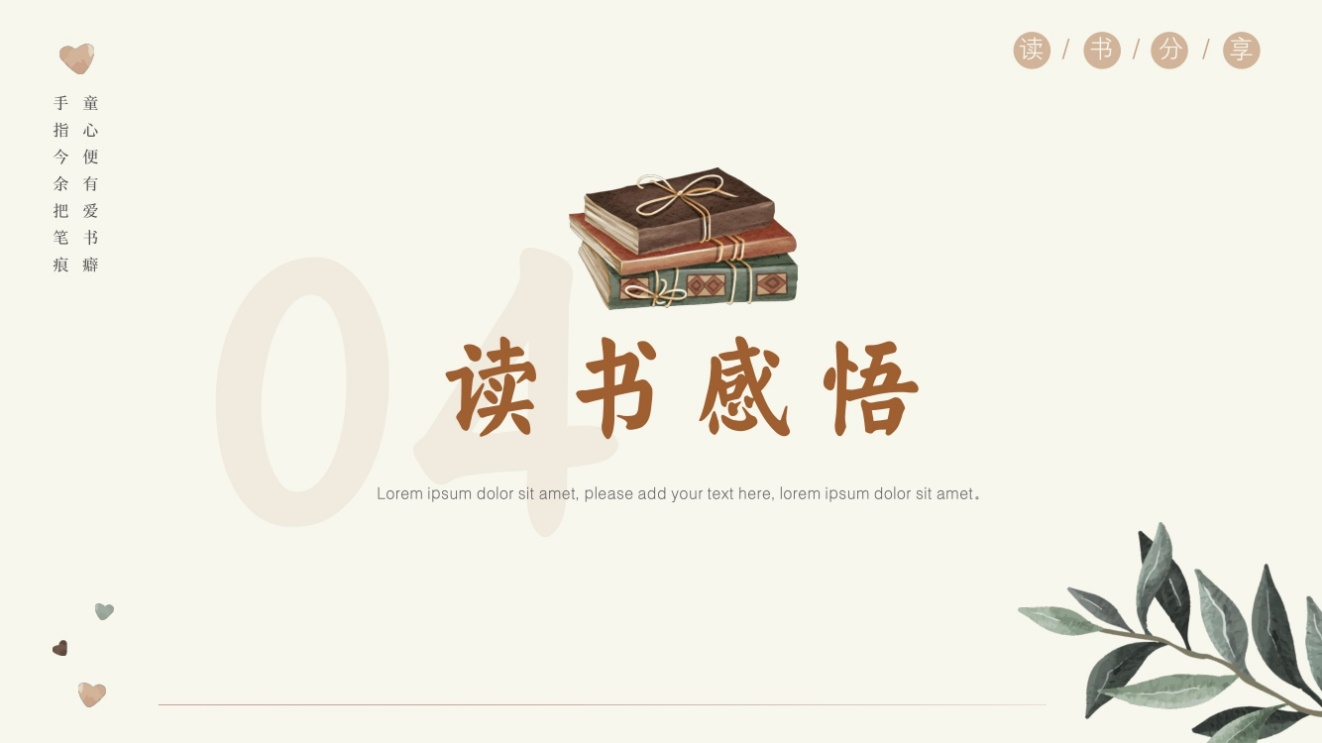 读/书/分/享
童心便有爱书癖
手指今余把笔痕
04
读书感悟
Lorem ipsum dolor sit amet, please add your text here, lorem ipsum dolor sit amet.